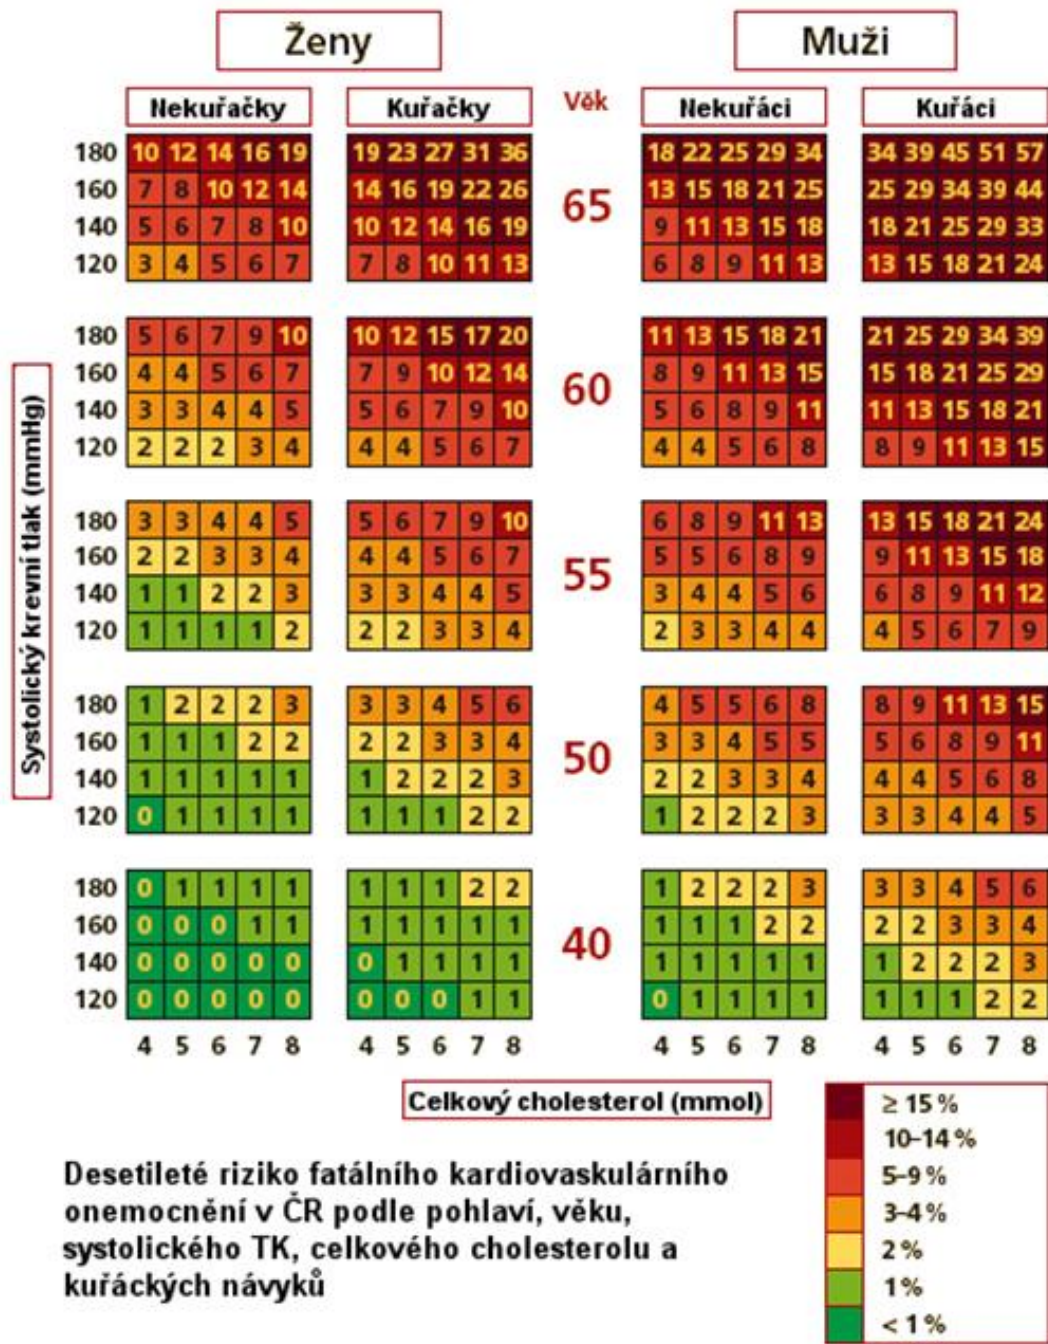 Ženy Muži
Nekuřačky Kuřačky Věk Nekuřáci Kuřáci
180 10 12 14 16 19 19 23 27 31 36 18 22 25 29 34 34 39 45 51 57
160 7 8 10 12 14 14 16 19 22 26 13 15 18 21 25 25 29 34 39 44
65
140 5 6 7 8 10 10 12 14 16 19 9 11 13 15 18 18 21 25 29 33
120 3 4 5 6 7 7 8 10 11 13 6 8 9 11 13 13 15 18 21 24
180 5 6 7 9 10 10 12 15 17 20 11 13 15 18 21 21 25 29 34 39
160 4 4 5 6 7 7 9 10 12 14 8 9 11 13 15 15 18 21 25 29
60
140 3 3 4 4 5 5 6 7 9 10 5 6 8 9 11 11 13 15 18 21
120 2 2 2 3 4 4 4 5 6 7 4 4 5 6 8 8 9 11 13 15
Systolický krevní tlak (mmHg)
180 3 3 4 4 5 5 6 7 9 10 6 8 9 11 13 13 15 18 21 24
160 2 2 3 3 4 4 4 5 6 7 5 5 6 8 9 9 11 13 15 18
55
140 1 1 2 2 3 3 3 4 4 5 3 4 4 5 6 6 8 9 11 12
120 1 1 1 1 2 2 2 3 3 4 2 3 3 4 4 4 5 6 7 9
180 1 2 2 2 3 3 3 4 5 6 4 5 5 6 8 8 9 11 13 15
160 1 1 1 2 2 2 2 3 3 4 3 3 4 5 5 5 6 8 9 11
50
140 1 1 1 1 1 1 2 2 2 3 2 2 3 3 4 4 4 5 6 8
120 0 1 1 1 1 1 1 1 2 2 1 2 2 2 3 3 3 4 4 5
180 0 1 1 1 1 1 1 1 2 2 1 2 2 2 3 3 3 4 5 6
160 0 0 0 1 1 1 1 1 1 1 1 1 1 2 2 2 2 3 3 4
40
140 0 0 0 0 0 0 1 1 1 1 1 1 1 1 1 1 2 2 2 3
120 0 0 0 0 0 0 0 0 1 1 0 1 1 1 1 1 1 1 2 2
4 5 6 7 8 4 5 6 7 8 4 5 6 7 8 4 5 6 7 8
Celkový cholesterol (mmol)
≥ 15 %
10–14 %
5–9 %
3–4 %
2 %
1 %
< 1 %
Desetileté riziko fatálního kardiovaskulárního
onemocnění v ČR podle pohlaví, věku,
systolického TK, celkového cholesterolu a
kuřáckých návyků